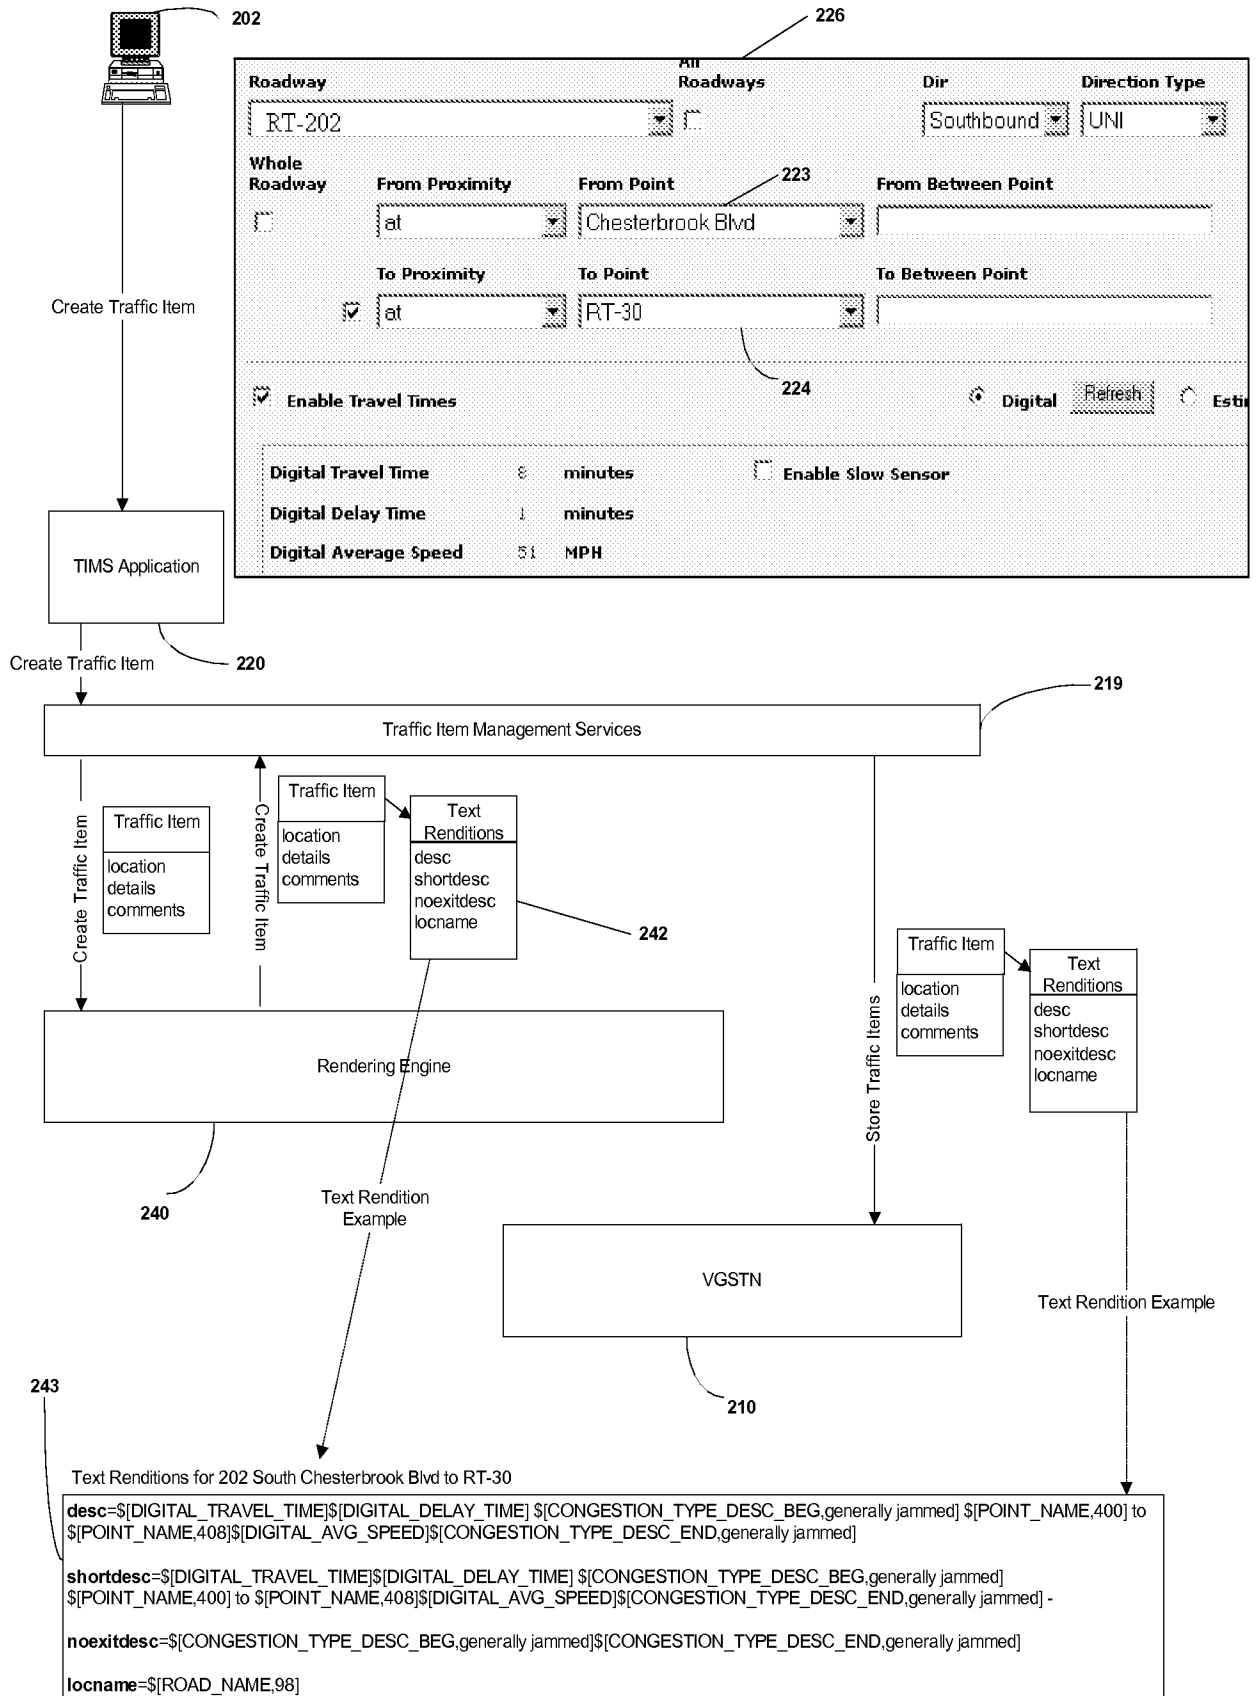 202
226
Roadway
All
Roadways
Dir
Direction Type
RT-202
Southbound
UNI
Whole
Roadway
From Proximity
From Point
223
From Between Point
at
Chesterbrook Blvd
To Proximity
To Point
To Between Point
at
RT-30
224
Create Traffic Item
Enable Travel Times
Digital
Refresh
Esti
Digital Travel Time 8 minutes
Enable Slow Sensor
Digital Delay Time 1 minutes
Digital Average Speed 51 MPH
TIMS Application
Create Traffic Item
220
219
Traffic Item Management Services
Create Traffic Item
Traffic Item
location
details
comments
Create Traffic Item
Traffic Item
location
details
comments
Text
Renditions
desc
shortdesc
noexitdesc
locname
242
Store Traffic Items
Traffic Item
location
details
comments
Text
Renditions
desc
shortdesc
noexitdesc
locname
Rendering Engine
240
Text Rendition
Example
VGSTN
210
Text Rendition Example
243
Text Renditions for 202 South Chesterbrook Blvd to RT-30
desc=$[DIGITAL_TRAVEL_TIME]$[DIGITAL_DELAY_TIME] $[CONGESTION_TYPE_DESC_BEG,generally jammed] $[POINT_NAME,400] to
$[POINT_NAME,408]$[DIGITAL_AVG_SPEED]$[CONGESTION_TYPE_DESC_END,generally jammed]
shortdesc=$[DIGITAL_TRAVEL_TIME]$[DIGITAL_DELAY_TIME] $[CONGESTION_TYPE_DESC_BEG,generally jammed]
$[POINT_NAME,400] to $[POINT_NAME,408]$[DIGITAL_AVG_SPEED]$[CONGESTION_TYPE_DESC_END,generally jammed] -
noexitdesc=$[CONGESTION_TYPE_DESC_BEG,generally jammed]$[CONGESTION_TYPE_DESC_END,generally jammed]
locname=$[ROAD_NAME,98]